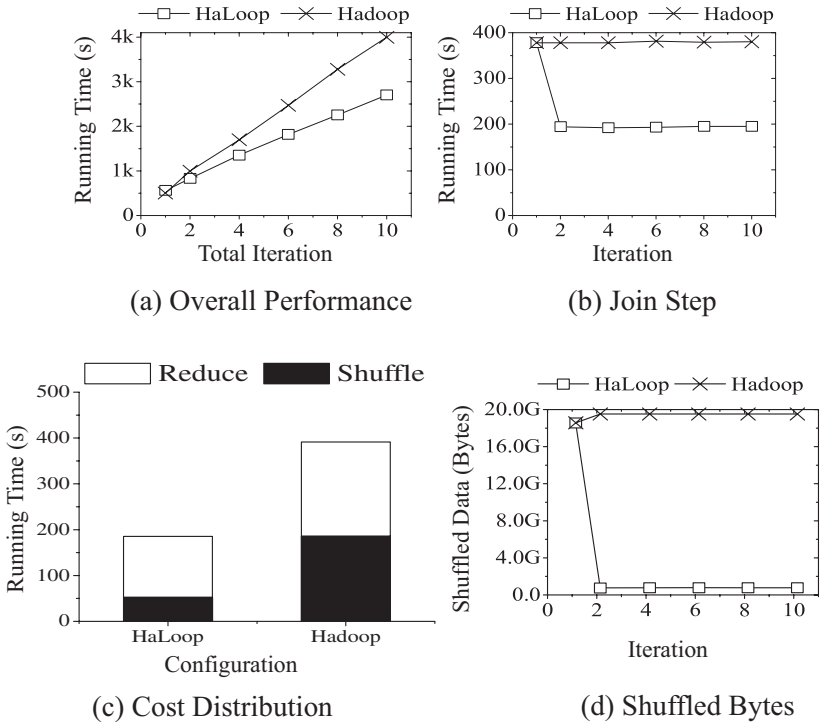 HaLoop Hadoop
Running Time (s)
4k
3k
2k
1k
0
0 2 4 6 8 10
Total Iteration
(a) Overall Performance
HaLoop Hadoop
Running Time (s)
400
300
200
100
0
0 2 4 6 8 10
Iteration
(b) Join Step
Reduce Shuffle
Running Time (s)
500
400
300
200
100
0
HaLoop Hadoop
Configuration
(c) Cost Distribution
HaLoop Hadoop
Shuffled Data (Bytes)
20.0G
16.0G
12.0G
8.0G
4.0G
0.0
0 2 4 6 8 10
Iteration
(d) Shuffled Bytes